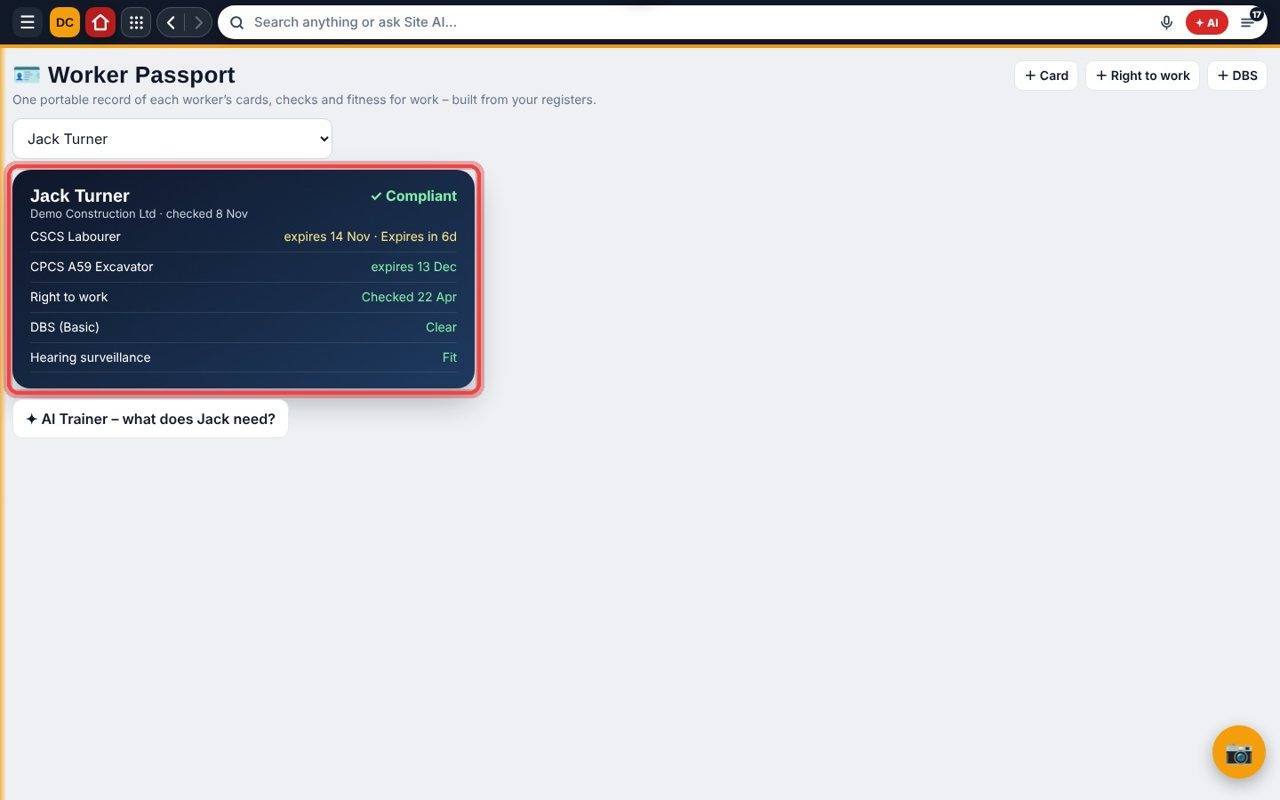 DC
Search anything or ask Site AI...
✦ AI
17
Worker Passport
+ Card
+ Right to work
+ DBS
One portable record of each worker's cards, checks and fitness for work – built from your registers.
Jack Turner
Jack Turner
✓ Compliant
Demo Construction Ltd · checked 8 Nov
CSCS Labourer
expires 14 Nov · Expires in 6d
CPCS A59 Excavator
expires 13 Dec
Right to work
Checked 22 Apr
DBS (Basic)
Clear
Hearing surveillance
Fit
✦ AI Trainer – what does Jack need?